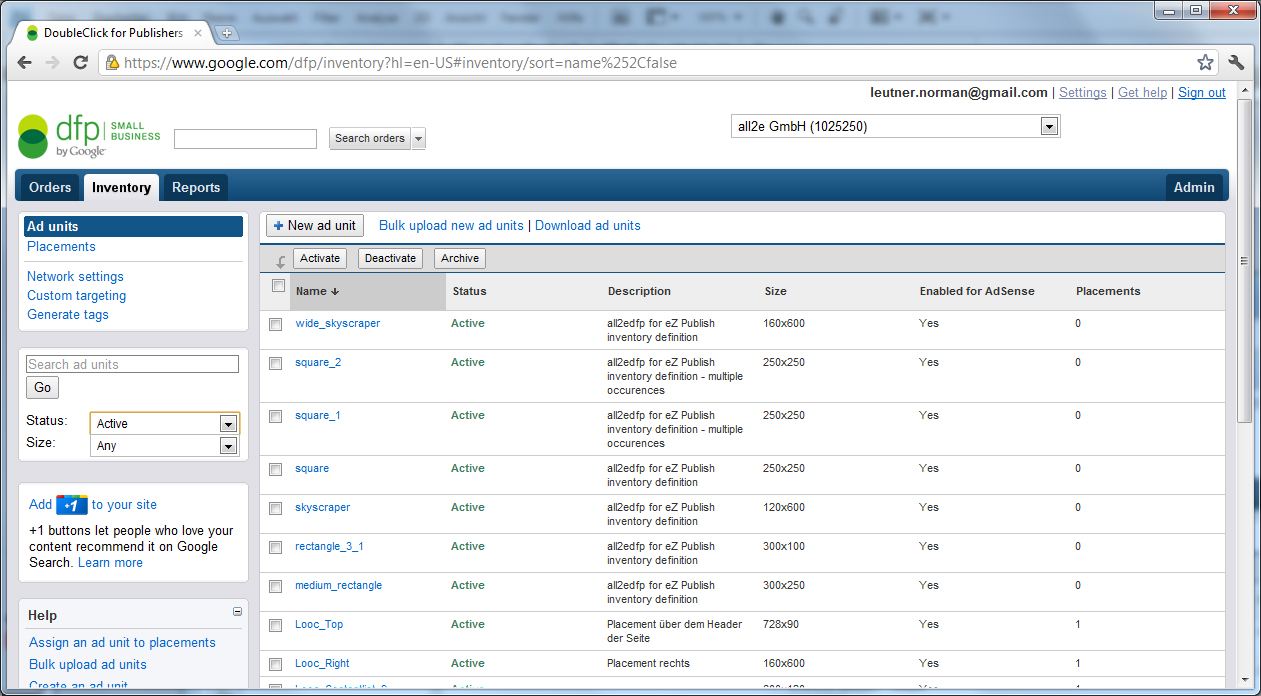 DoubleClick for Publishers
https://www.google.com/dfp/inventory?hl=en-US#inventory/sort=name%252Cfalse
leutner.norman@gmail.com | Settings | Get help | Sign out
dfp SMALL BUSINESS
by Google
Search orders
all2e GmbH (1025250)
Orders Inventory Reports Admin
Ad units
Placements
Network settings
Custom targeting
Generate tags
Search ad units
Go
Status: Active
Size: Any
Add +1 to your site
+1 buttons let people who love your
content recommend it on Google
Search. Learn more
Help
Assign an ad unit to placements
Bulk upload ad units
Create an ad unit
+ New ad unit Bulk upload new ad units | Download ad units
Activate Deactivate Archive
Name Status Description Size Enabled for AdSense Placements
wide_skyscraper Active all2edfp for eZ Publish 160x600 Yes 0
inventory definition
square_2 Active all2edfp for eZ Publish 250x250 Yes 0
inventory definition - multiple
occurences
square_1 Active all2edfp for eZ Publish 250x250 Yes 0
inventory definition - multiple
occurences
square Active all2edfp for eZ Publish 250x250 Yes 0
inventory definition
skyscraper Active all2edfp for eZ Publish 120x600 Yes 0
inventory definition
rectangle_3_1 Active all2edfp for eZ Publish 300x100 Yes 0
inventory definition
medium_rectangle Active all2edfp for eZ Publish 300x250 Yes 0
inventory definition
Looc_Top Active Placement über dem Header 728x90 Yes 1
der Seite
Looc_Right Active Placement rechts 160x600 Yes 1